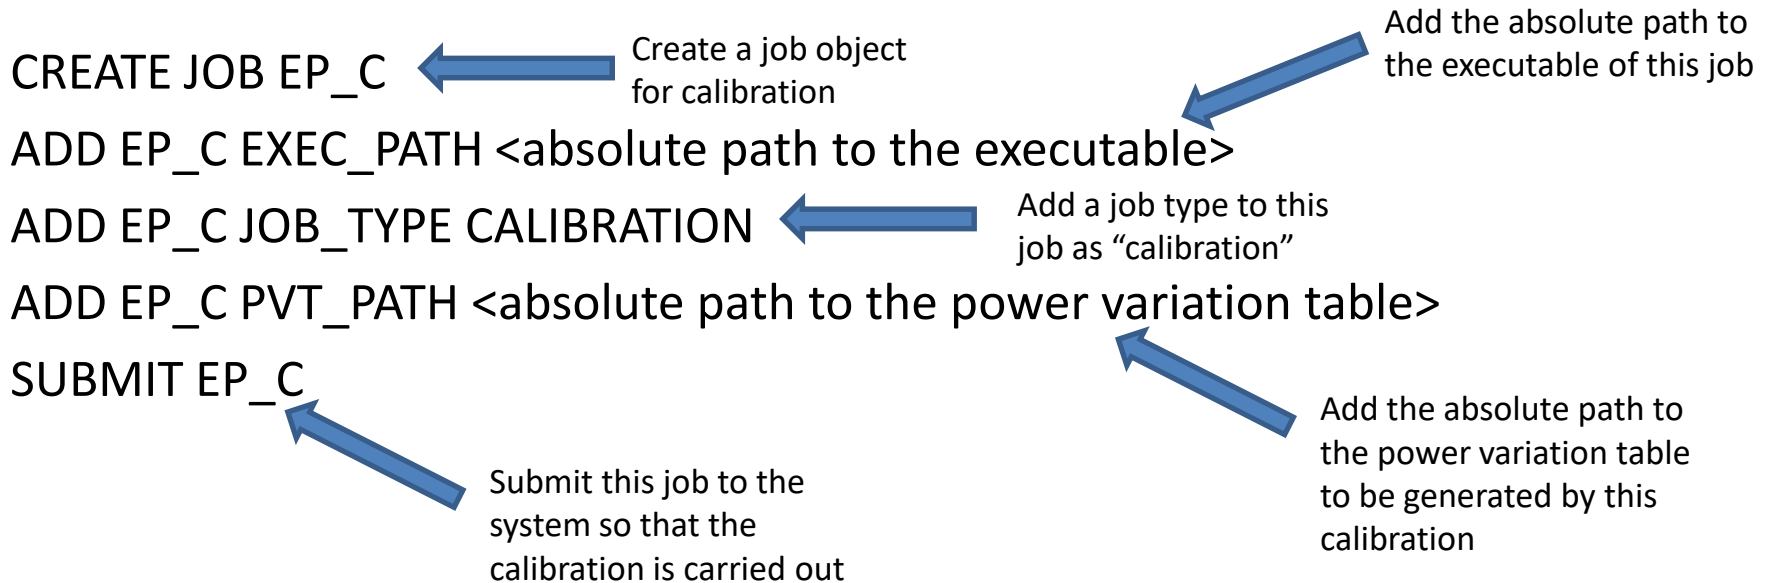 CREATE JOB EP_C
Create a job object
for calibration
Add the absolute path to
the executable of this job
ADD EP_C EXEC_PATH <absolute path to the executable>
ADD EP_C JOB_TYPE CALIBRATION
Add a job type to this
job as “calibration”
ADD EP_C PVT_PATH <absolute path to the power variation table>
Add the absolute path to
the power variation table
to be generated by this
calibration
SUBMIT EP_C
Submit this job to the
system so that the
calibration is carried out